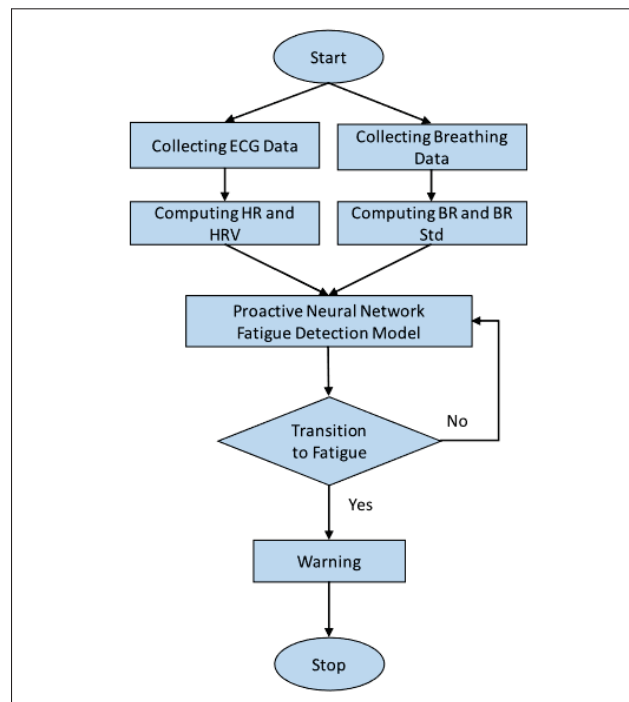 Start
Collecting ECG Data
Collecting Breathing
Data
Computing HR and
HRV
Computing BR and BR
Std
Proactive Neural Network
Fatigue Detection Model
Transition
to Fatigue
No
Yes
Warning
Stop